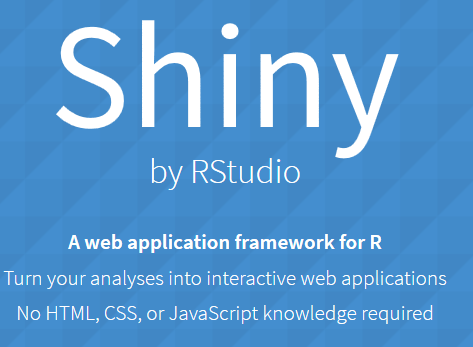 Shiny
by RStudio
A web application framework for R
Turn your analyses into interactive web applications
No HTML, CSS, or JavaScript knowledge required